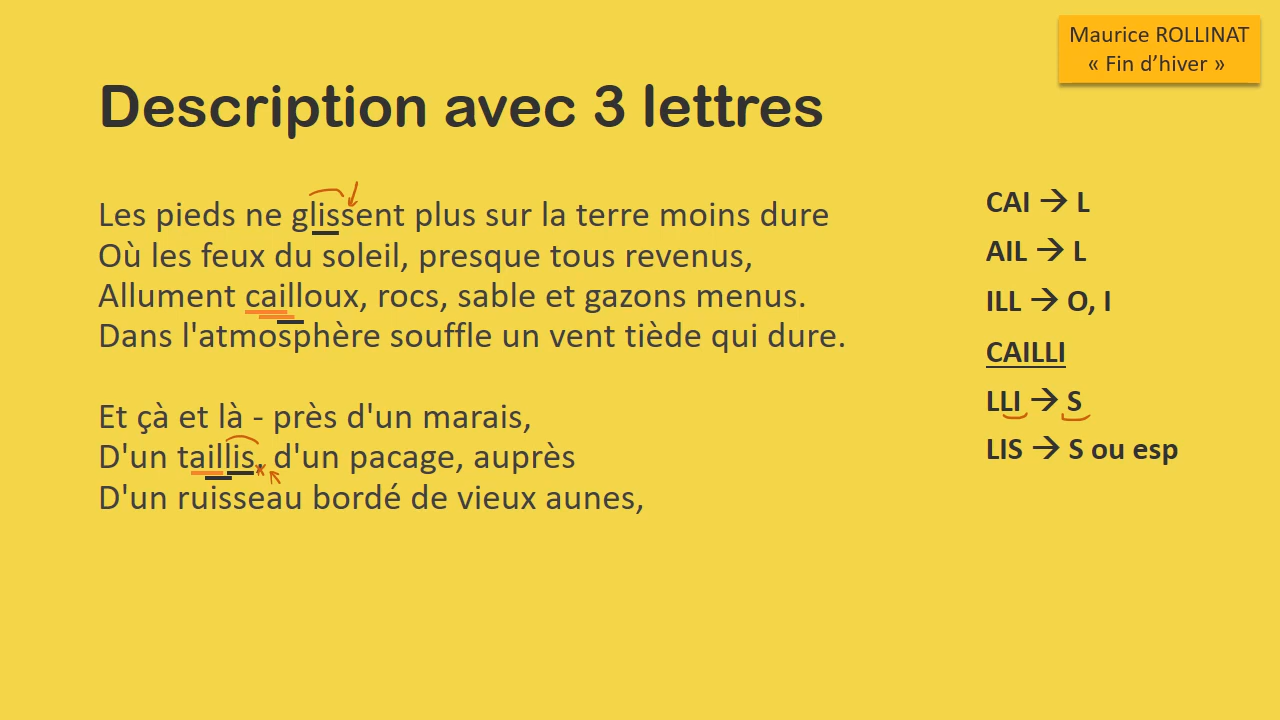 Maurice ROLLINAT
« Fin d’hiver »
Description avec 3 lettres
Les pieds ne glissent plus sur la terre moins dure
Où les feux du soleil, presque tous revenus,
Allument cailloux, rocs, sable et gazons menus.
Dans l'atmosphère souffle un vent tiède qui dure.
Et çà et là - près d'un marais,
D'un taillis, d'un pacage, auprès
D'un ruisseau bordé de vieux aunes,
CAI → L
AIL → L
ILL → O, I
CAILLI
LLI → S
LIS → S ou esp